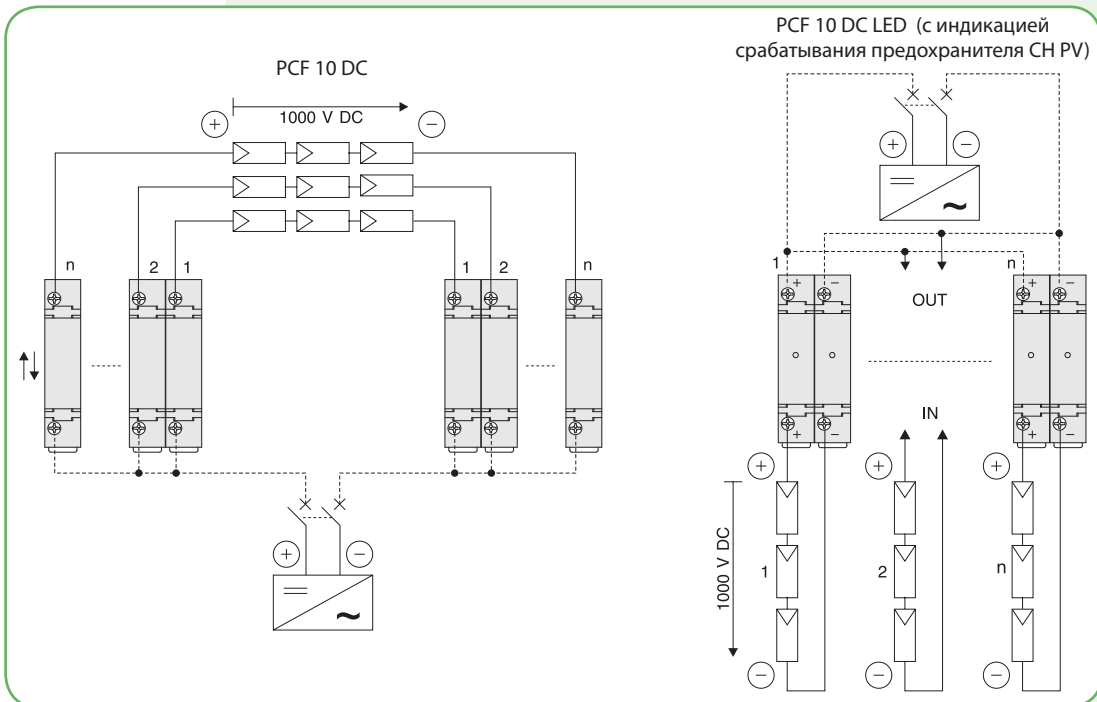 PCF 10 DC LED (с индикацией
срабатывания предохранителя CH PV)
PCF 10 DC
1000 V DC
+ −
+ −
n 2 1 1 2 n
1 n
+ − + −
OUT
IN
+ − + −
+ + +
1000 V DC
1 2 n
+ −
− − −